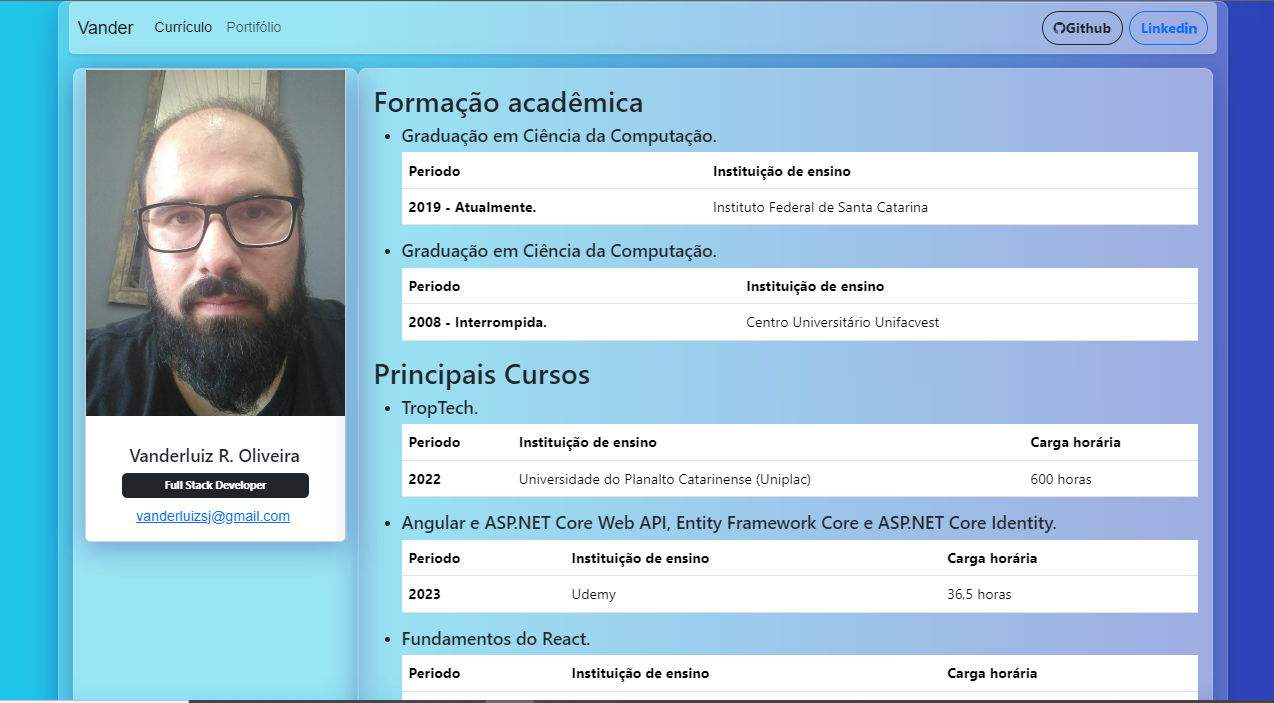 Vander Currículo Portifólio Github Linkedin
Vanderluiz R. Oliveira
Full Stack Developer
vanderluizsj@gmail.com
Formação acadêmica
• Graduação em Ciência da Computação.
Periodo Instituição de ensino
2019 - Atualmente. Instituto Federal de Santa Catarina
• Graduação em Ciência da Computação.
Periodo Instituição de ensino
2008 - Interrompida. Centro Universitário Unifacvest
Principais Cursos
• TropTech.
Periodo Instituição de ensino Carga horária
2022 Universidade do Planalto Catarinense (Uniplac) 600 horas
• Angular e ASP.NET Core Web API, Entity Framework Core e ASP.NET Core Identity.
Periodo Instituição de ensino Carga horária
2023 Udemy 36,5 horas
• Fundamentos do React.
Periodo Instituição de ensino Carga horária